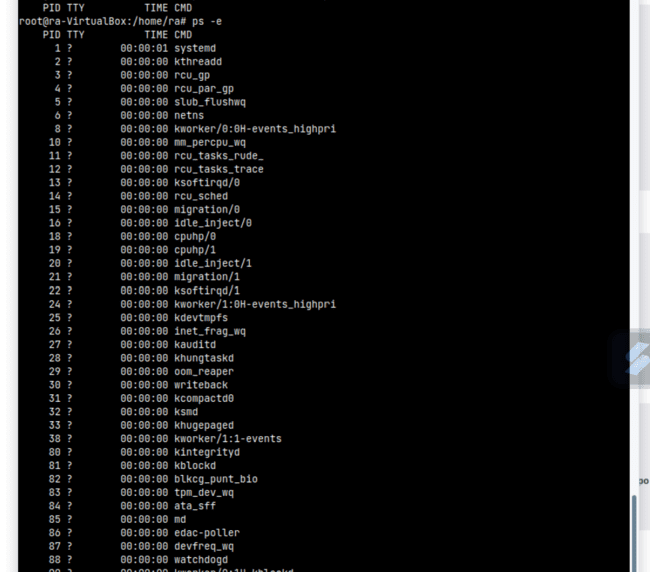 PID TTY TIME CMD
root@ra-VirtualBox:/home/ra# ps -e
PID TTY TIME CMD
1 ? 00:00:01 systemd
2 ? 00:00:00 kthreadd
3 ? 00:00:00 rcu_gp
4 ? 00:00:00 rcu_par_gp
5 ? 00:00:00 slub_flushwq
6 ? 00:00:00 netns
8 ? 00:00:00 kworker/0:0H-events_highpri
10 ? 00:00:00 mm_percpu_wq
11 ? 00:00:00 rcu_tasks_rude_
12 ? 00:00:00 rcu_tasks_trace
13 ? 00:00:00 ksoftirqd/0
14 ? 00:00:00 rcu_sched
15 ? 00:00:00 migration/0
16 ? 00:00:00 idle_inject/0
18 ? 00:00:00 cpuhp/0
19 ? 00:00:00 cpuhp/1
20 ? 00:00:00 idle_inject/1
21 ? 00:00:00 migration/1
22 ? 00:00:00 ksoftirqd/1
24 ? 00:00:00 kworker/1:0H-events_highpri
25 ? 00:00:00 kdevtmpfs
26 ? 00:00:00 inet_frag_wq
27 ? 00:00:00 kauditd
28 ? 00:00:00 khungtaskd
29 ? 00:00:00 oom_reaper
30 ? 00:00:00 writeback
31 ? 00:00:00 kcompactd0
32 ? 00:00:00 ksmd
33 ? 00:00:00 khugepaged
38 ? 00:00:00 kworker/1:1-events
80 ? 00:00:00 kintegrityd
81 ? 00:00:00 kblockd
82 ? 00:00:00 blkcg_punt_bio
83 ? 00:00:00 tpm_dev_wq
84 ? 00:00:00 ata_sff
85 ? 00:00:00 md
86 ? 00:00:00 edac-poller
87 ? 00:00:00 devfreq_wq
88 ? 00:00:00 watchdogd